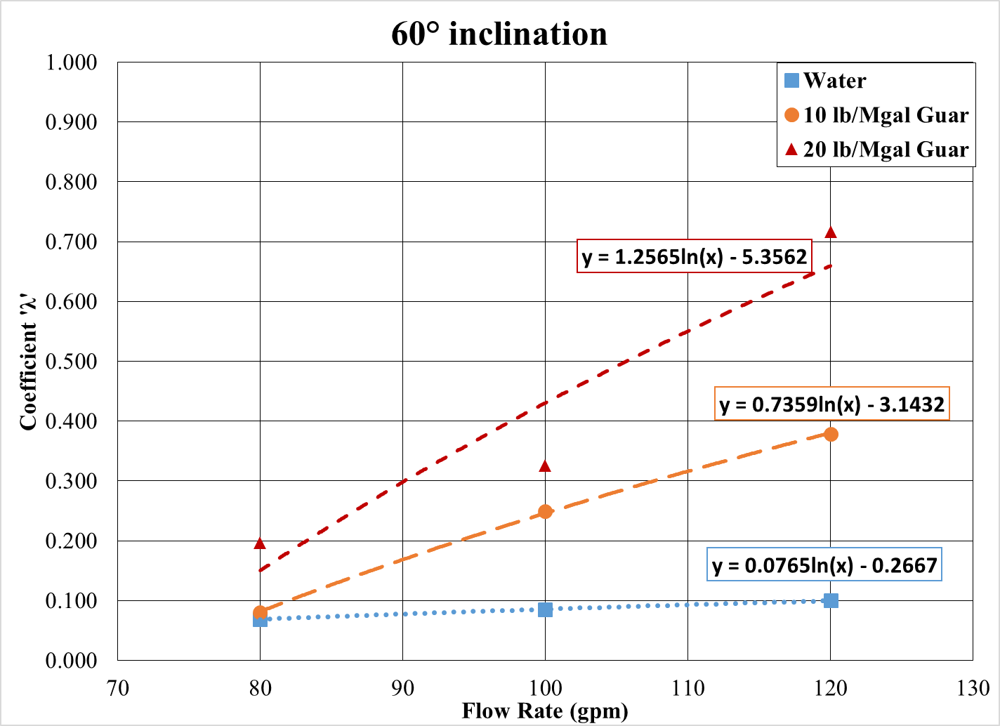 60° inclination
1.000
0.900
0.800
0.700
0.600
0.500
0.400
0.300
0.200
0.100
0.000
Coefficient 'λ'
Water
10 lb/Mgal Guar
20 lb/Mgal Guar
y = 1.2565ln(x) - 5.3562
y = 0.7359ln(x) - 3.1432
y = 0.0765ln(x) - 0.2667
70 80 90 100 110 120 130
Flow Rate (gpm)